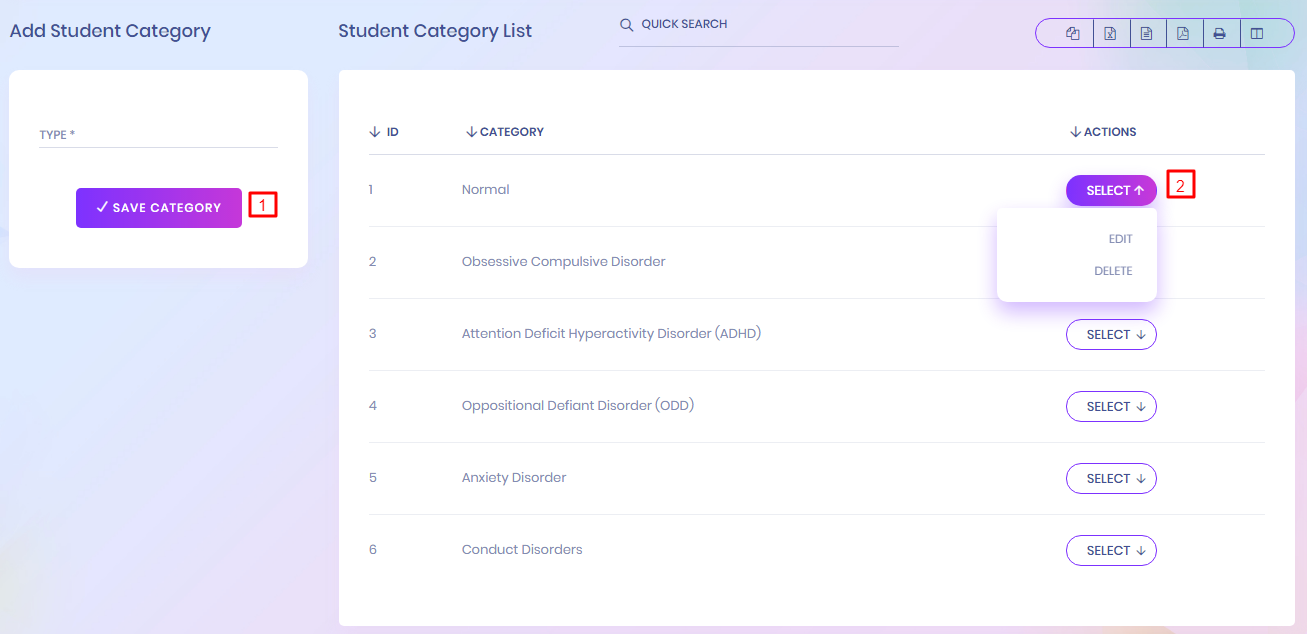 Add Student Category
Student Category List
QUICK SEARCH
TYPE *
SAVE CATEGORY
1
ID CATEGORY ACTIONS
1 Normal SELECT
2
EDIT
DELETE
2 Obsessive Compulsive Disorder
3 Attention Deficit Hyperactivity Disorder (ADHD) SELECT
4 Oppositional Defiant Disorder (ODD) SELECT
5 Anxiety Disorder SELECT
6 Conduct Disorders SELECT